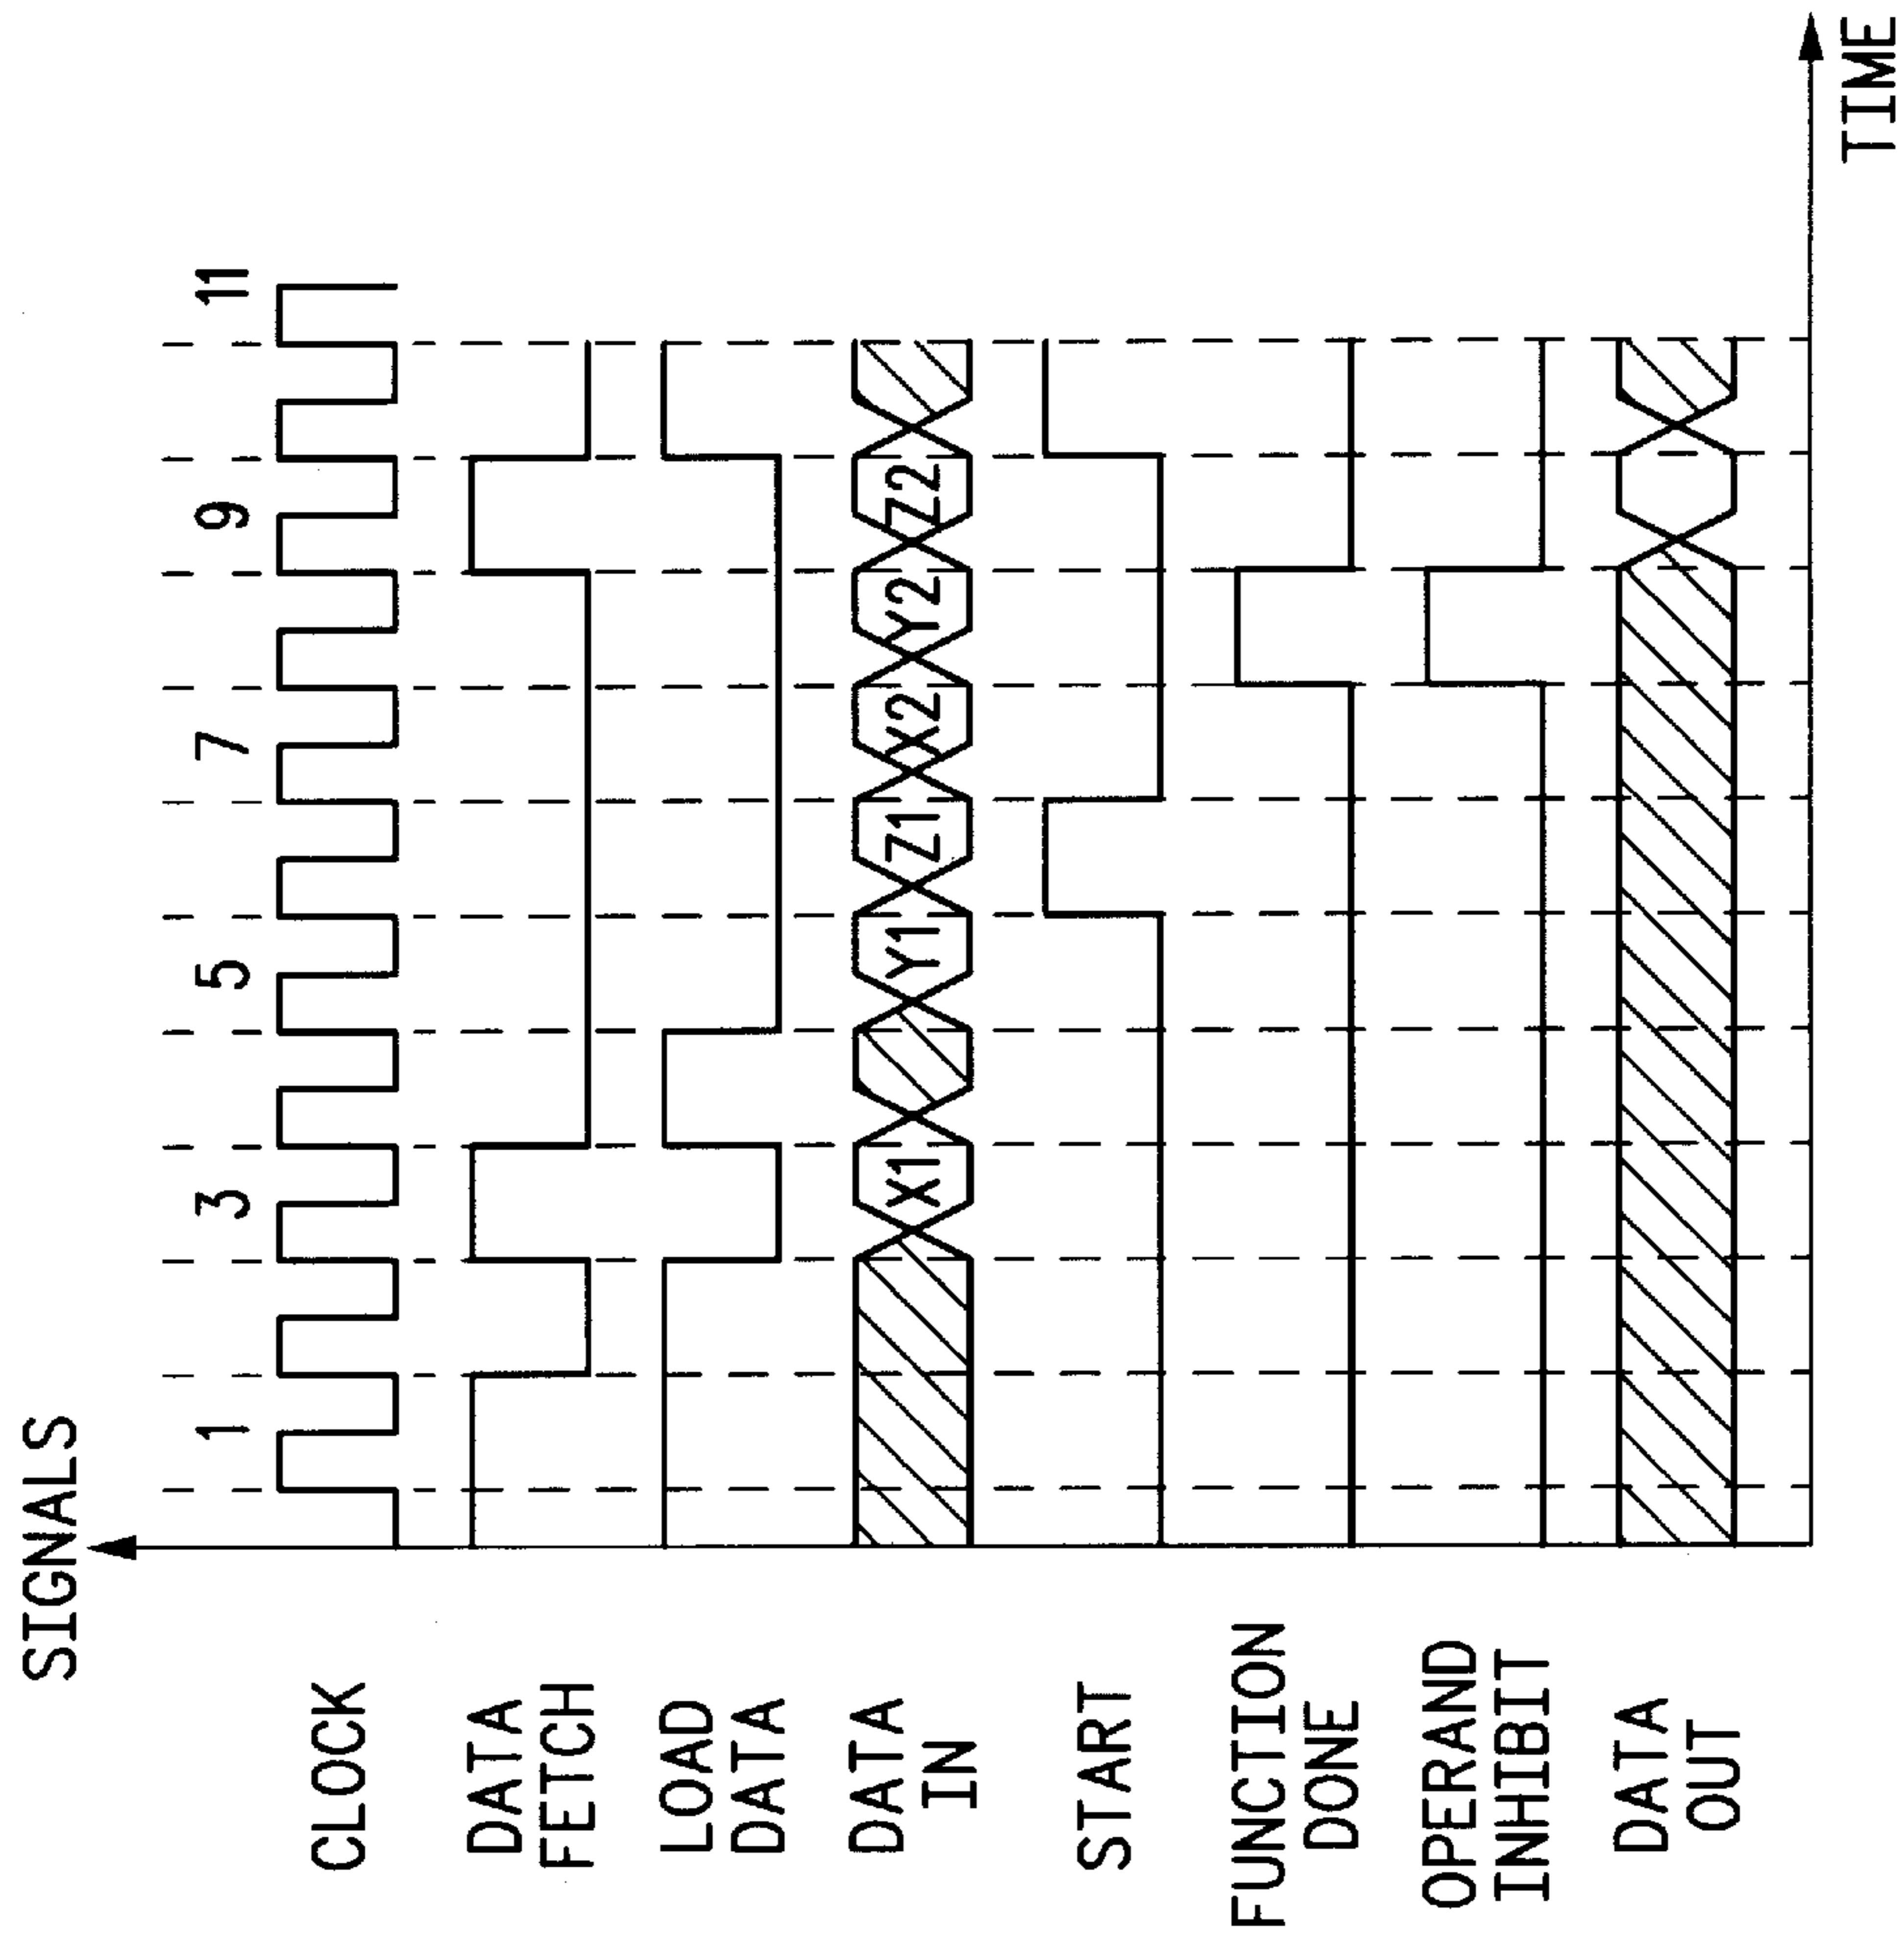 SIGNALS
1 3 5 7 9 11
CLOCK
DATA
FETCH
LOAD
DATA
DATA
IN
X1 Y1 Z1 X2 Y2 Z2
START
FUNCTION
DONE
OPERAND
INHIBIT
DATA
OUT
TIME